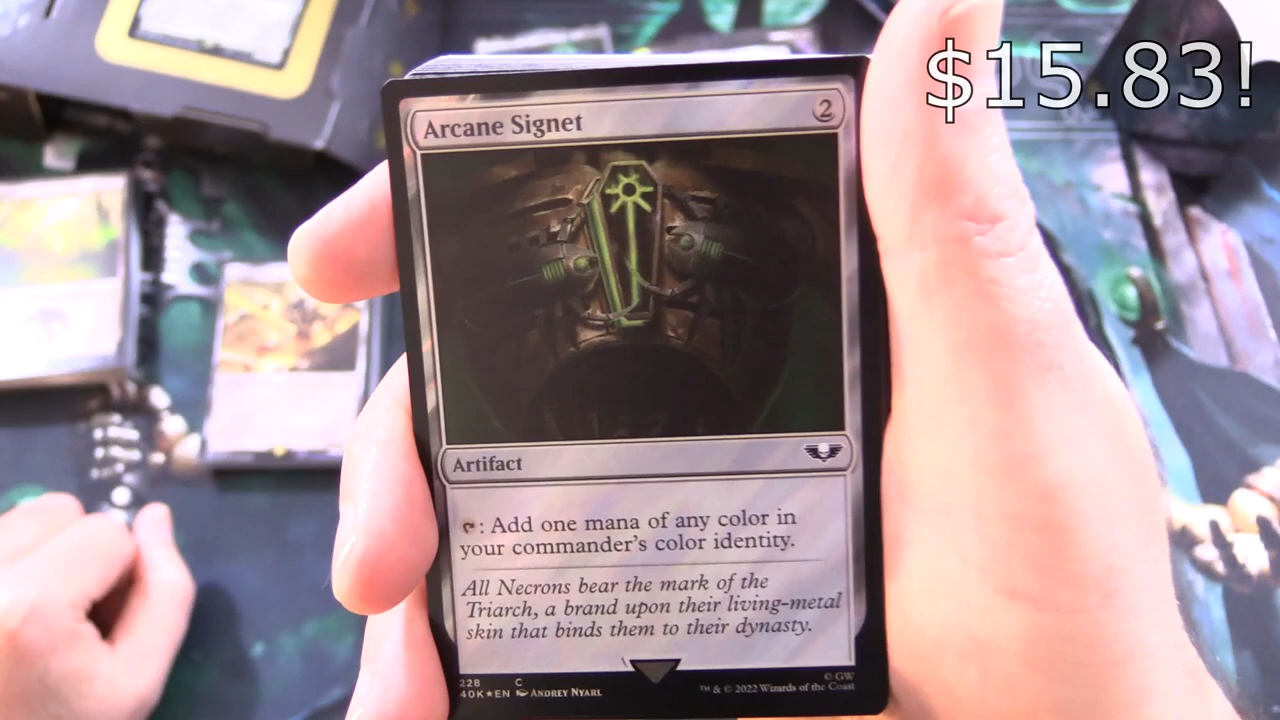 $15.83!
Arcane Signet 2
Artifact
: Add one mana of any color in
your commander's color identity.
All Necrons bear the mark of the
Triarch, a brand upon their living-metal
skin that binds them to their dynasty.
228 C
40K★EN ANDREY NYARL
© GW
™ & © 2022 Wizards of the Coast